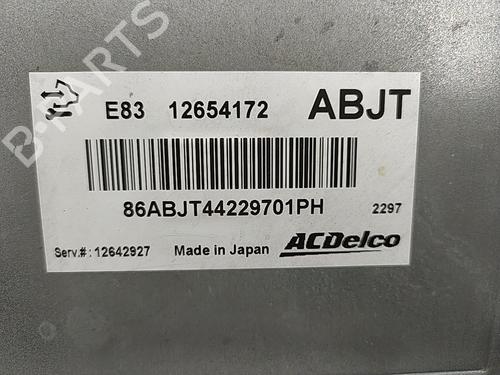 E83 12654172 ABJT
86ABJT44229701PH 2297
Serv.#: 12642927 Made in Japan ACDelco
B-PARTS